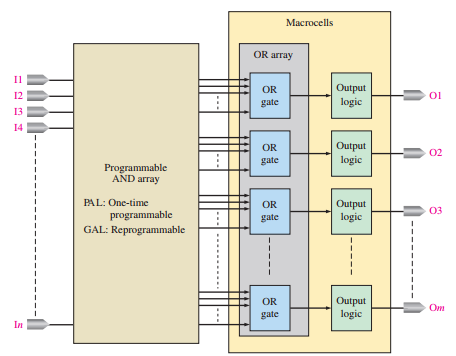 Macrocells
OR array
I1
I2
I3
I4
In
Programmable
AND array
PAL: One-time
programmable
GAL: Reprogrammable
OR
gate
Output
logic
O1
OR
gate
Output
logic
O2
OR
gate
Output
logic
O3
OR
gate
Output
logic
Om